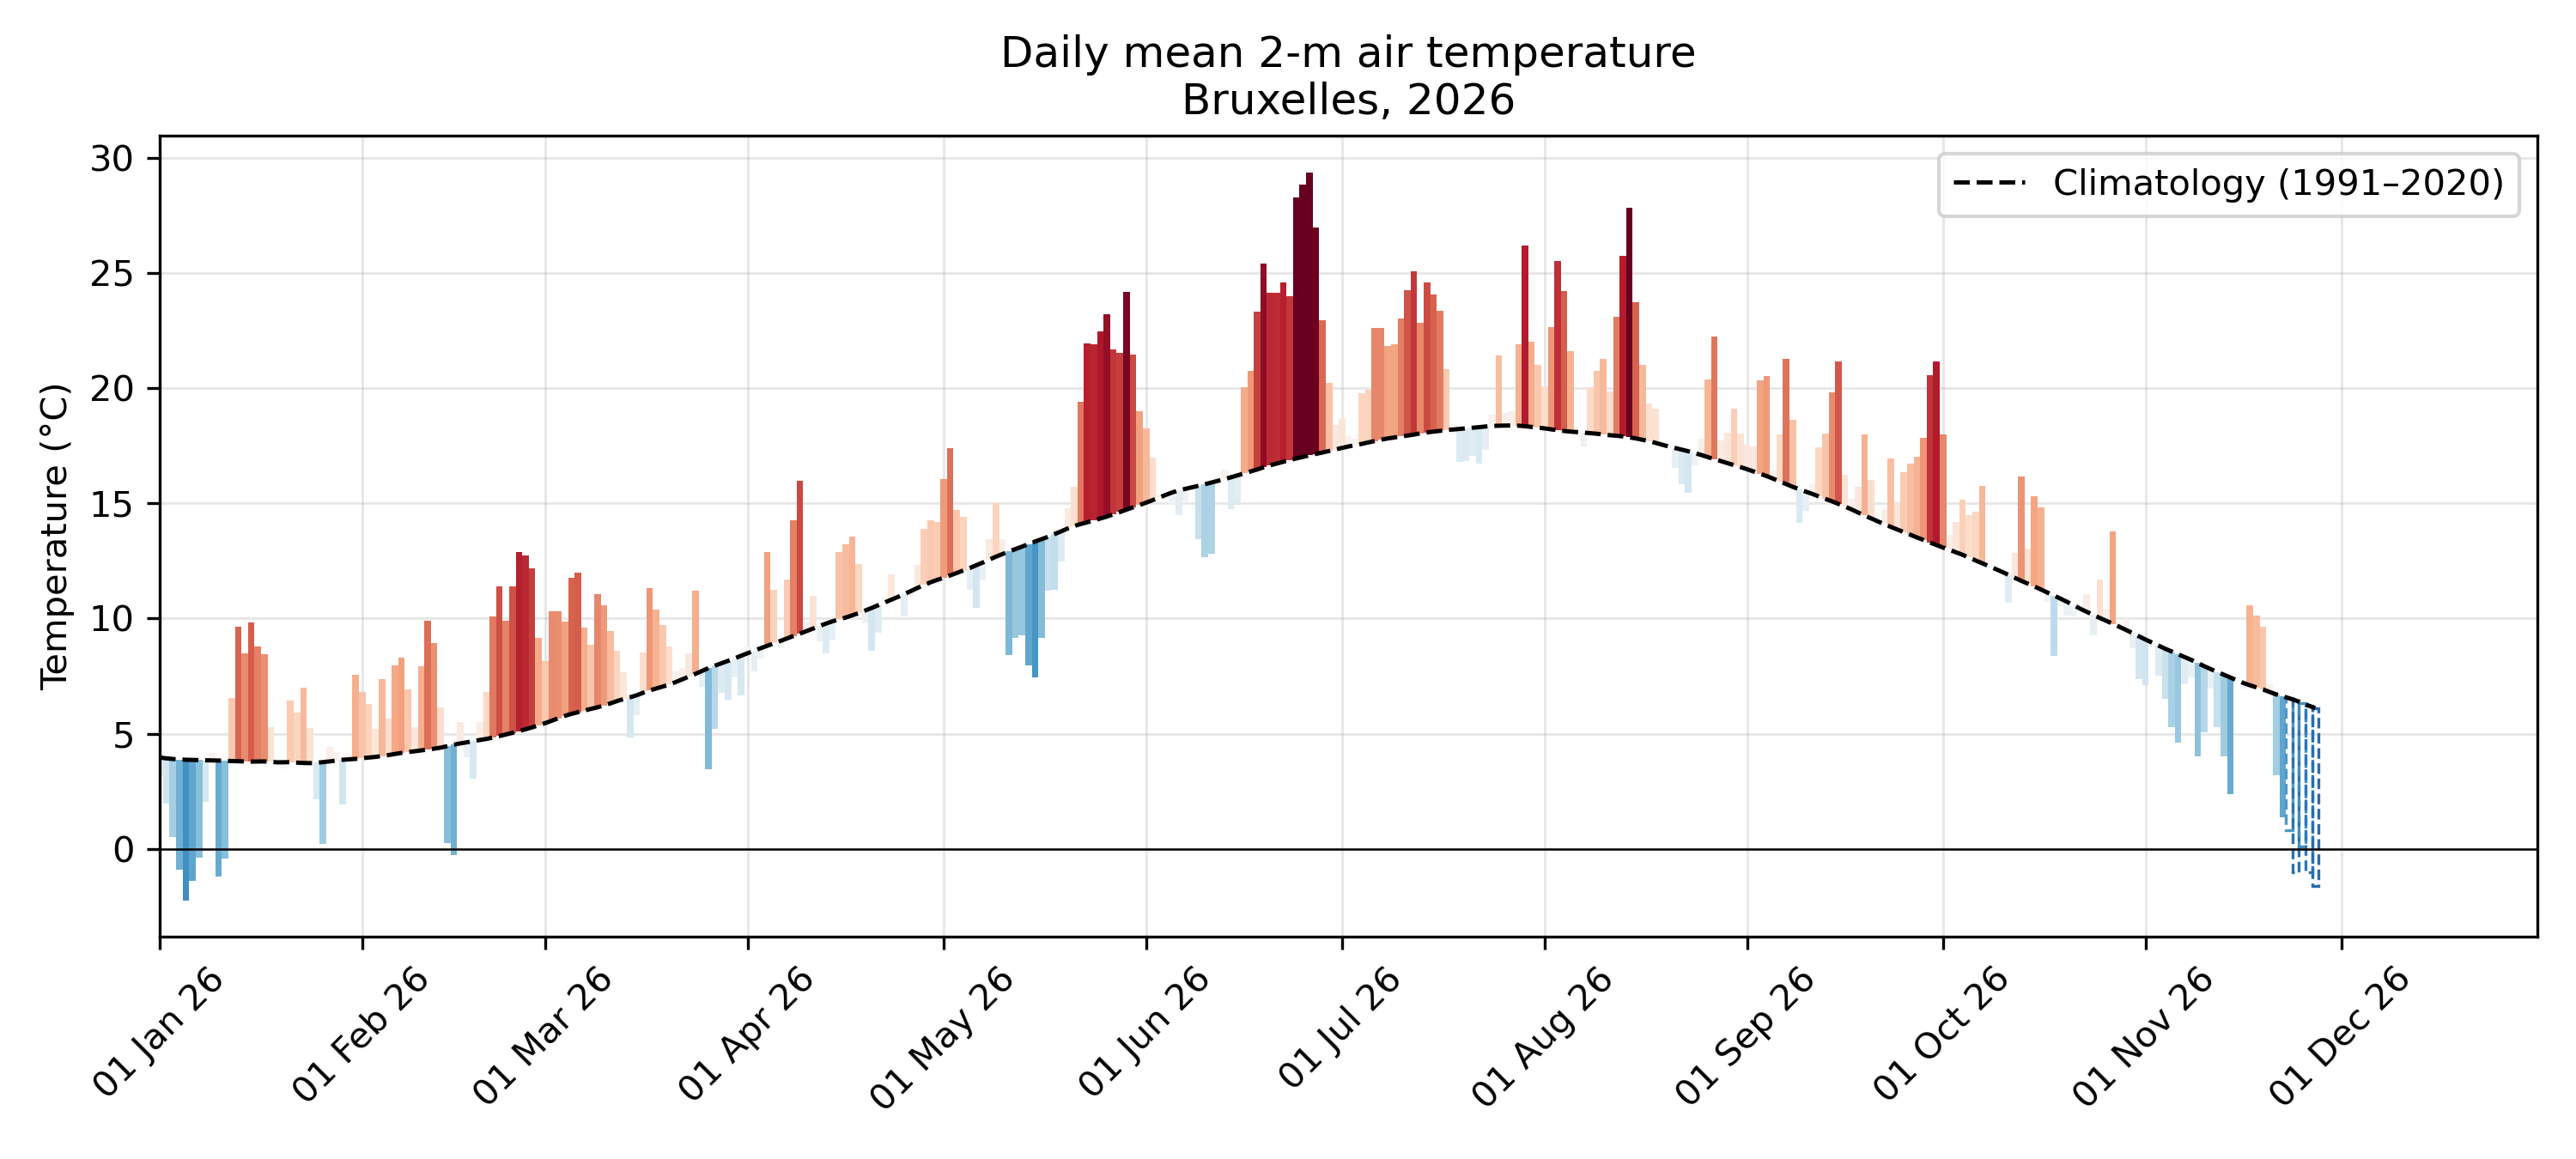 Daily mean 2-m air temperature
Bruxelles, 2026
Climatology (1991–2020)
Temperature (°C)
30
25
20
15
10
5
0
01 Jan 26
01 Feb 26
01 Mar 26
01 Apr 26
01 May 26
01 Jun 26
01 Jul 26
01 Aug 26
01 Sep 26
01 Oct 26
01 Nov 26
01 Dec 26